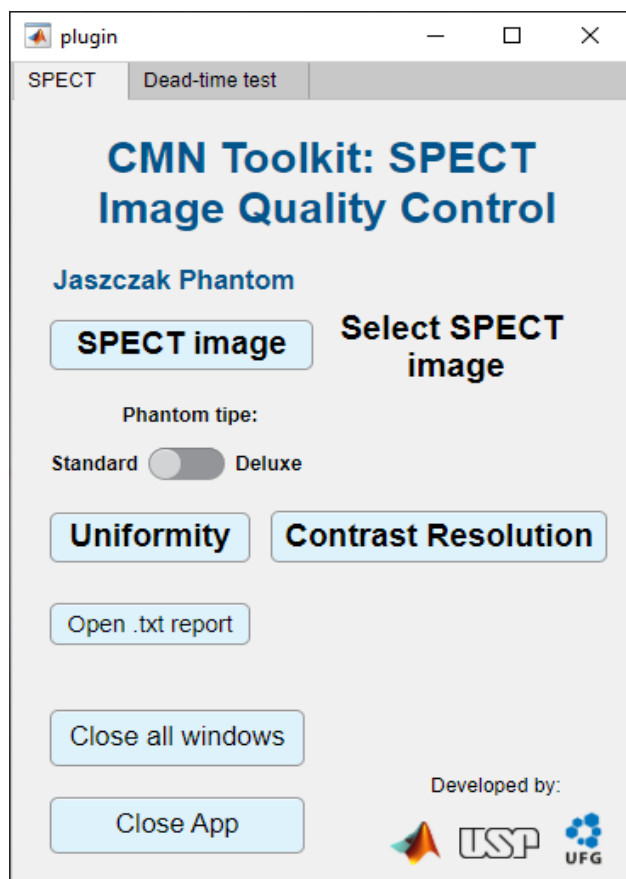 plugin
SPECT Dead-time test
CMN Toolkit: SPECT
Image Quality Control
Jaszczak Phantom
SPECT image
Select SPECT
image
Phantom tipe:
Standard Deluxe
Uniformity Contrast Resolution
Open .txt report
Close all windows
Developed by:
Close App
USP
UFG